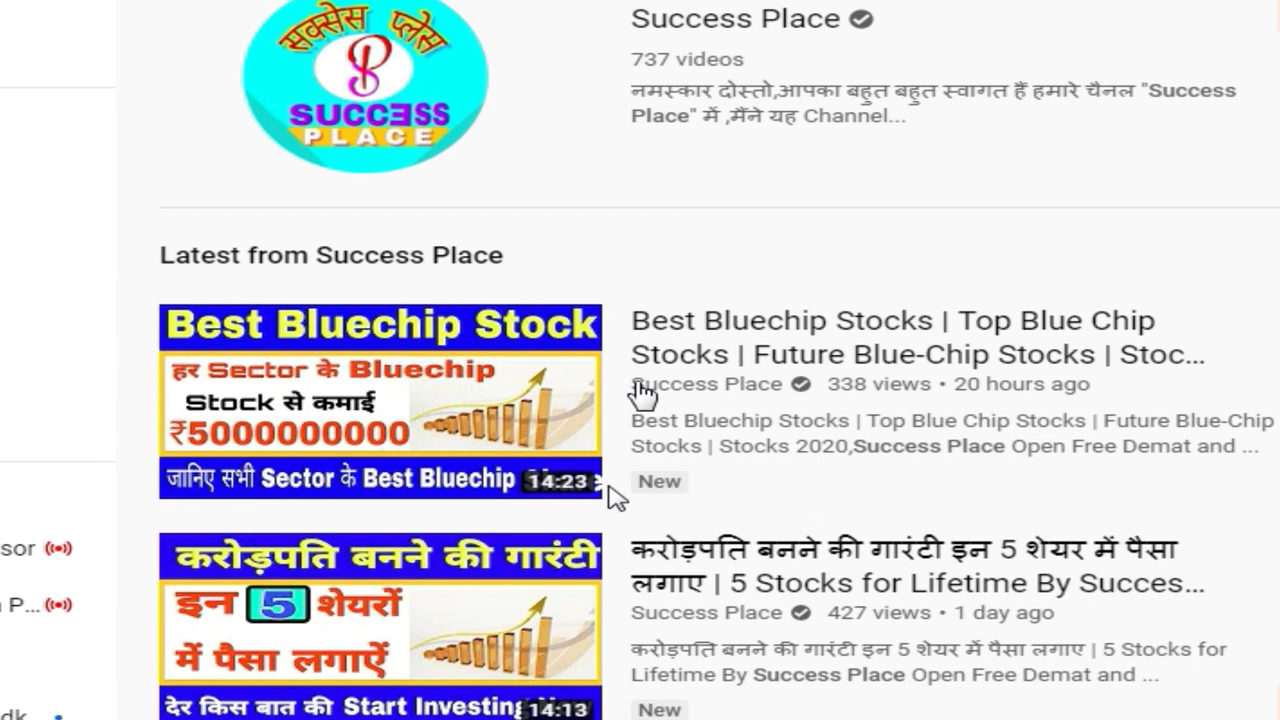 सक्सेस प्लेस
SUCCESS
PLACE
Success Place
737 videos
नमस्कार दोस्तो,आपका बहुत बहुत स्वागत हैं हमारे चैनल "Success
Place" में ,मैंने यह Channel...
Latest from Success Place
Best Bluechip Stock
हर Sector के Bluechip
Stock से कमाई
₹5000000000
जानिए सभी Sector के Best Bluechip
14:23
Best Bluechip Stocks | Top Blue Chip
Stocks | Future Blue-Chip Stocks | Stoc...
Success Place 338 views • 20 hours ago
Best Bluechip Stocks | Top Blue Chip Stocks | Future Blue-Chip
Stocks | Stocks 2020,Success Place Open Free Demat and ...
New
करोड़पति बनने की गारंटी
इन 5 शेयरों
में पैसा लगाऐं
देर किस बात की Start Investing
14:13
करोड़पति बनने की गारंटी इन 5 शेयर में पैसा
लगाए | 5 Stocks for Lifetime By Succes...
Success Place 427 views • 1 day ago
करोड़पति बनने की गारंटी इन 5 शेयर में पैसा लगाए | 5 Stocks for
Lifetime By Success Place Open Free Demat and ...
New
sor
P...